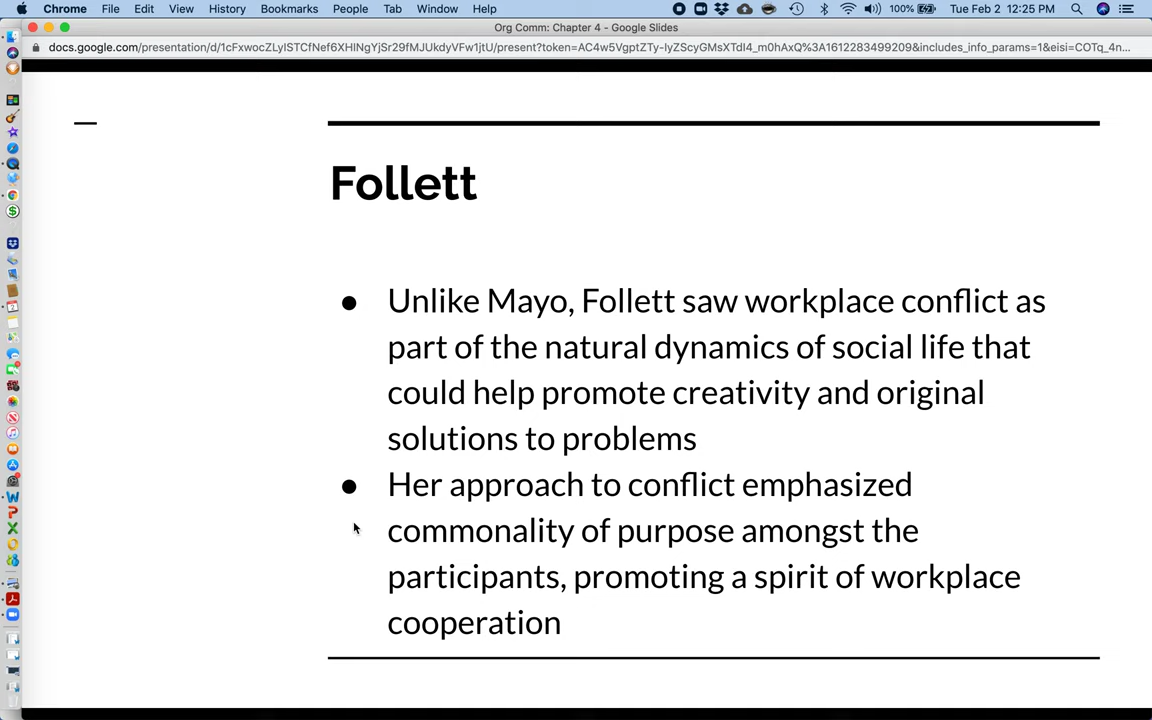 Chrome File Edit View History Bookmarks People Tab Window Help 100% Tue Feb 2 12:25 PM
Org Comm: Chapter 4 - Google Slides
Follett
● Unlike Mayo, Follett saw workplace conflict as
part of the natural dynamics of social life that
could help promote creativity and original
solutions to problems
● Her approach to conflict emphasized
commonality of purpose amongst the
participants, promoting a spirit of workplace
cooperation